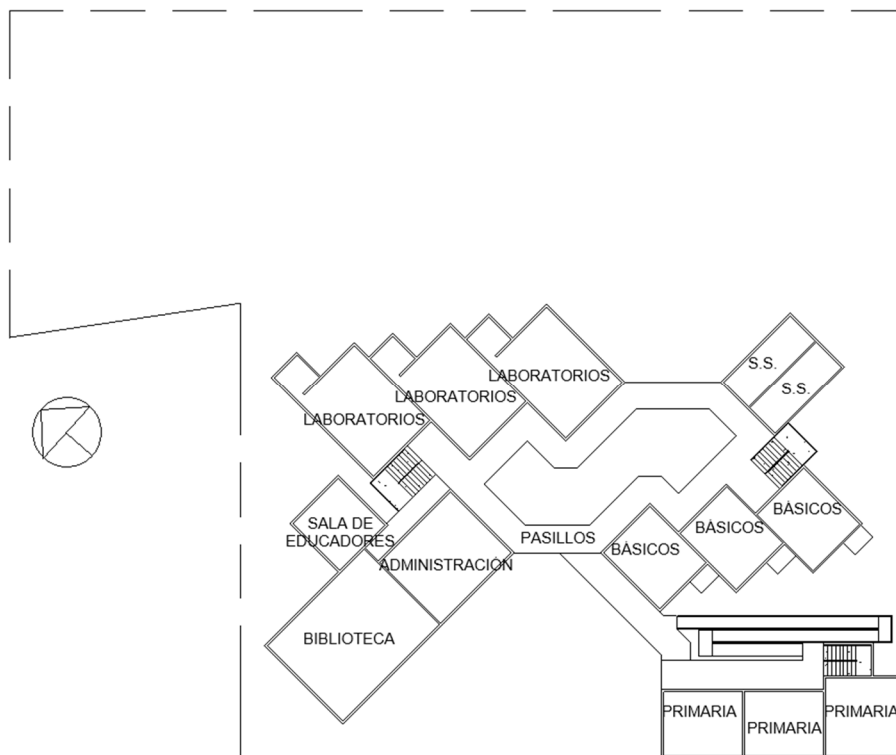 S.S.
S.S.
LABORATORIOS
LABORATORIOS
LABORATORIOS
BÁSICOS
BÁSICOS
BÁSICOS
SALA DE
EDUCADORES
PASILLOS
ADMINISTRACIÓN
BIBLIOTECA
PRIMARIA
PRIMARIA
PRIMARIA